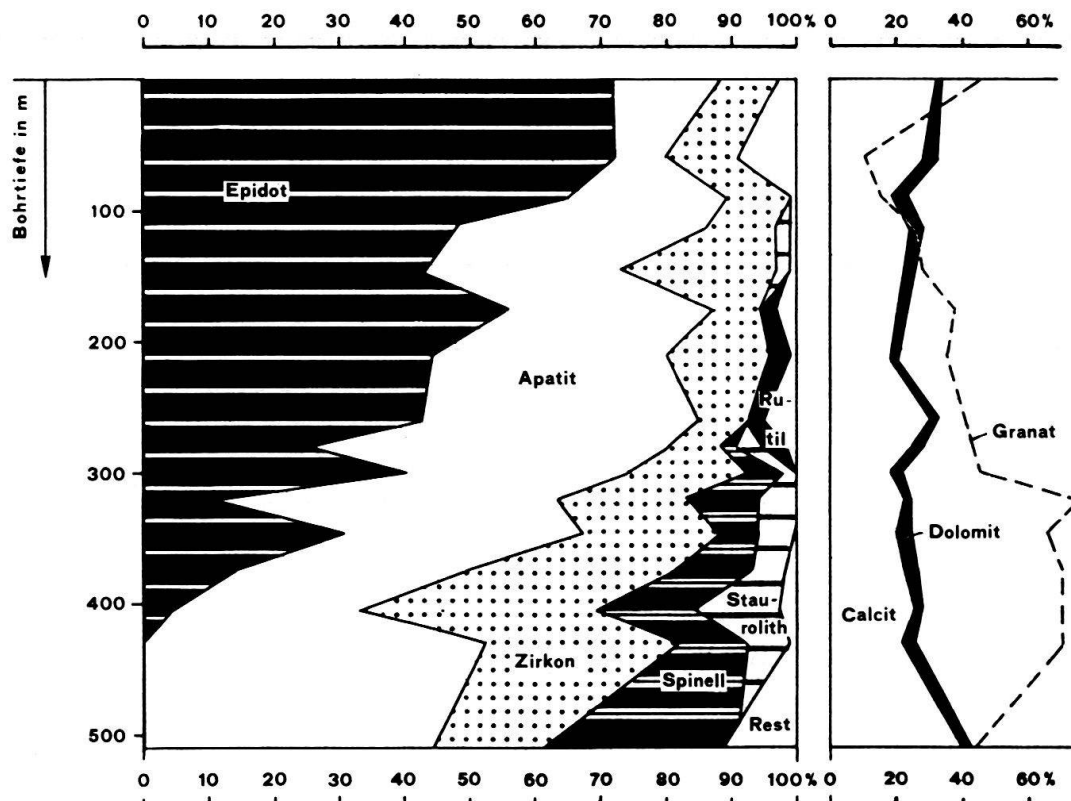 0 10 20 30 40 50 60 70 80 90 100% 0 20 40 60%
Bohrtiefe in m
Epidot
100
200
Apatit
Ru-
til
Granat
300
Dolomit
400
Stau-
rolith
Calcit
Zirkon
Spinell
Rest
500
0 10 20 30 40 50 60 70 80 90 100% 0 20 40 60%